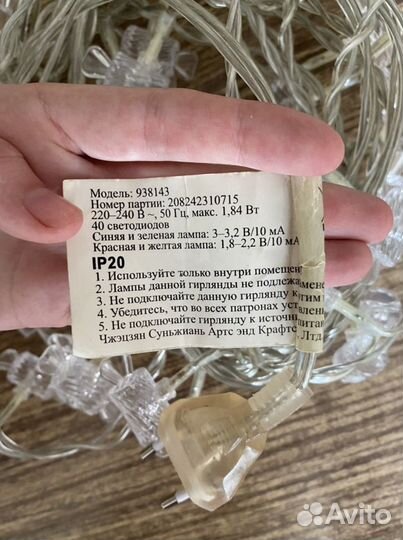 Модель: 938143
Номер партии: 208242310715
220–240 В ~, 50 Гц, макс. 1,84 Вт
40 светодиодов
Синяя и зеленая лампа: 3–3,2 В/10 мА
Красная и желтая лампа: 1,8–2,2 В/10 мА
IP20
1. Используйте только внутри помещен
2. Лампы данной гирлянды не подлежа
3. Не подключайте данную гирлянду к
4. Убедитесь, что во всех патронах уст
5. Не подключайте гирлянду к источни
Чжэцзян Суньжиань Артс энд Крафтс
Лтд
Avito